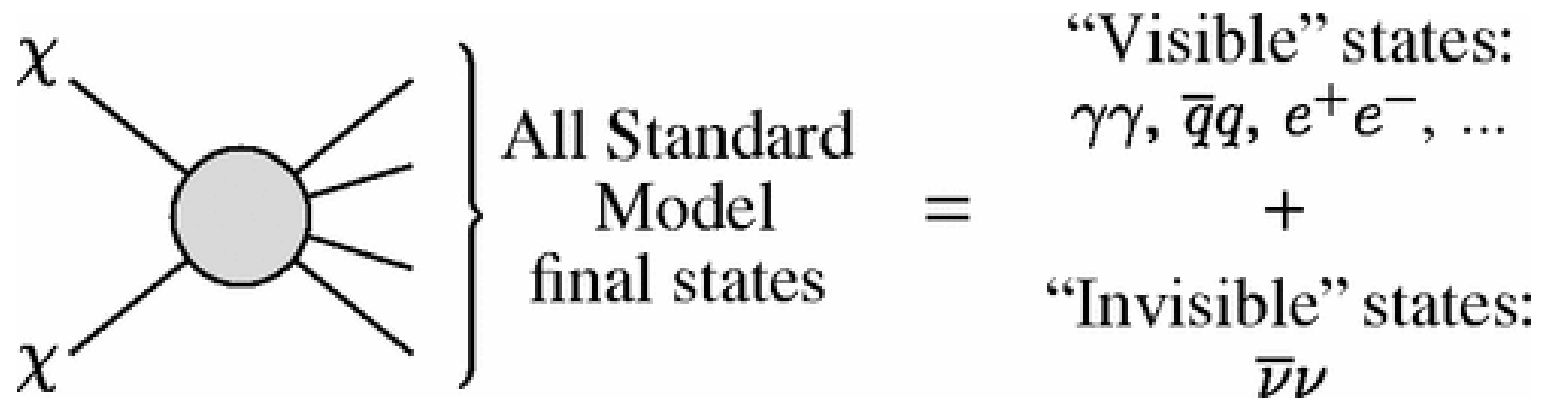 χ
χ
All Standard
Model
final states
=
“Visible” states:
γγ, q̅q, e⁺e⁻, ...
+
“Invisible” states:
ν̅ν